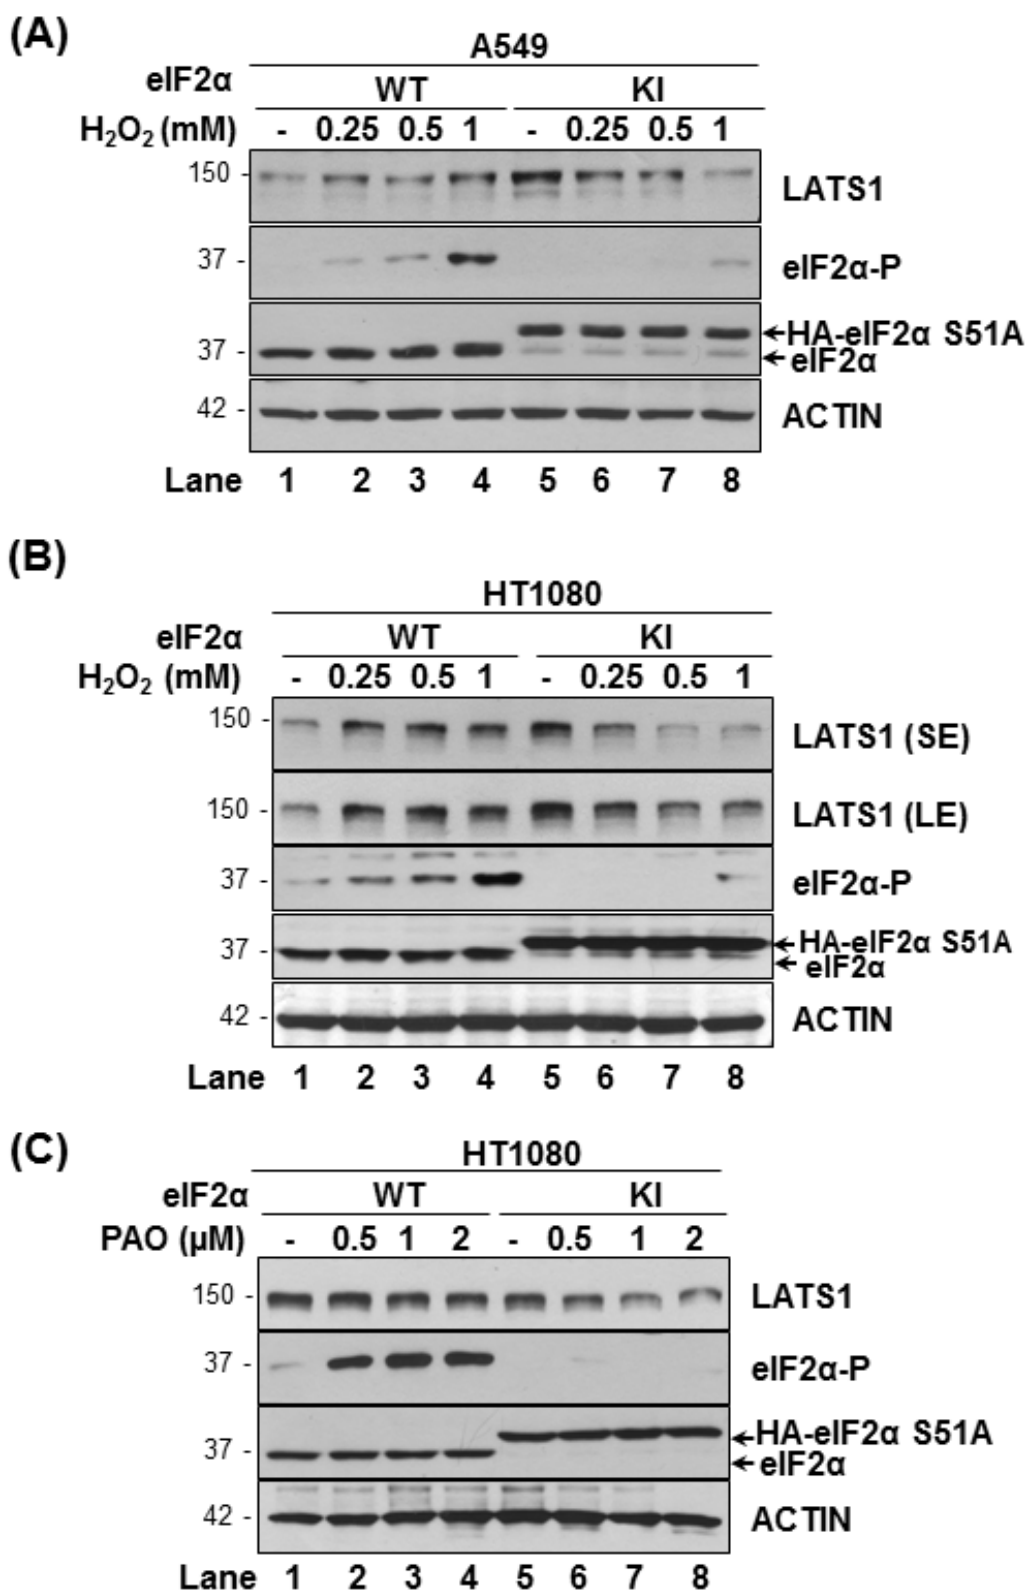 (A)
A549
eIF2α WT KI
H₂O₂ (mM) - 0.25 0.5 1 - 0.25 0.5 1
150 - LATS1
37 - eIF2α-P
HA-eIF2α S51A
37 - eIF2α
42 - ACTIN
Lane 1 2 3 4 5 6 7 8
(B)
HT1080
eIF2α WT KI
H₂O₂ (mM) - 0.25 0.5 1 - 0.25 0.5 1
150 - LATS1 (SE)
150 - LATS1 (LE)
37 - eIF2α-P
37 - HA-eIF2α S51A
eIF2α
42 - ACTIN
Lane 1 2 3 4 5 6 7 8
(C)
HT1080
eIF2α WT KI
PAO (µM) - 0.5 1 2 - 0.5 1 2
150 - LATS1
37 - eIF2α-P
HA-eIF2α S51A
37 - eIF2α
42 - ACTIN
Lane 1 2 3 4 5 6 7 8